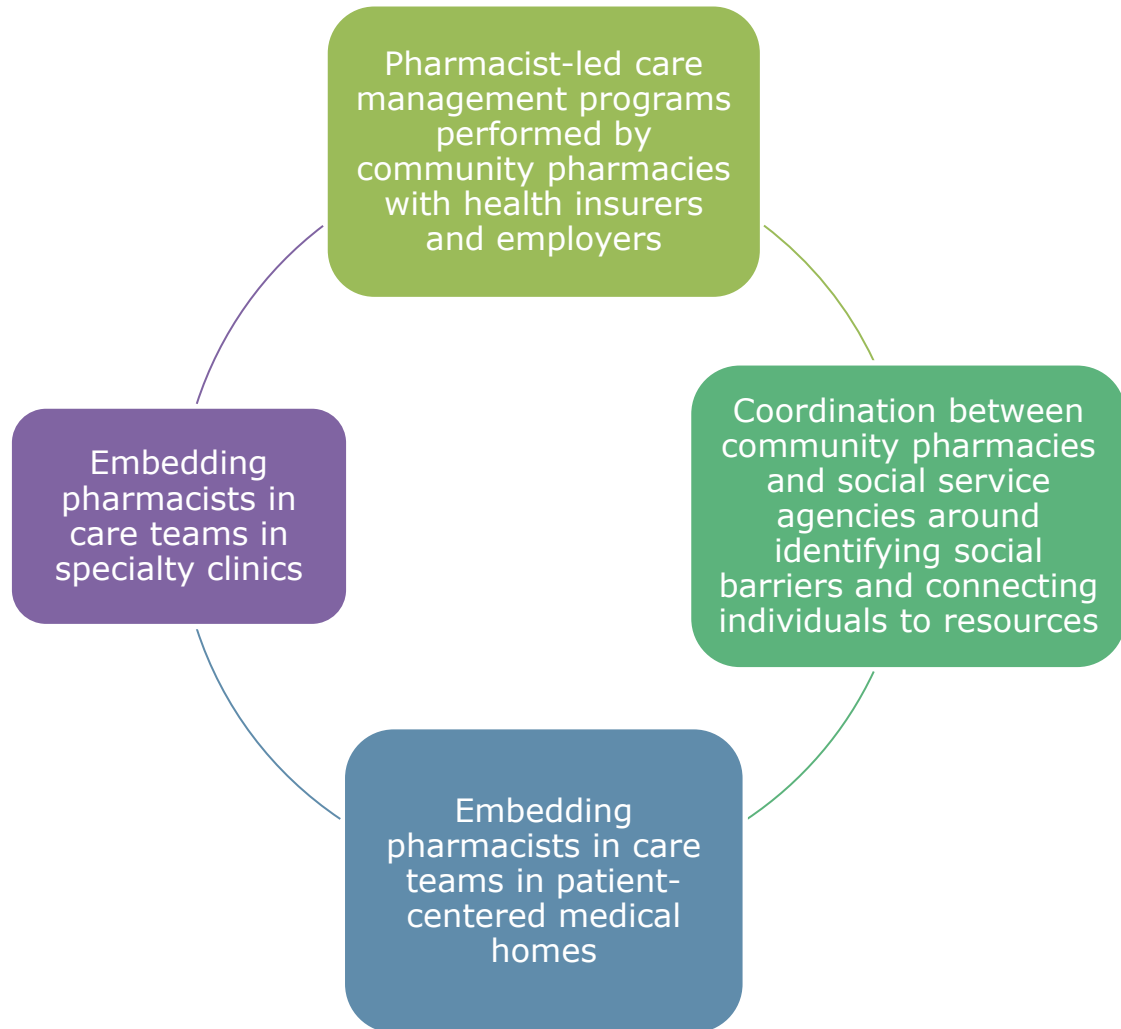 Pharmacist-led care
management programs
performed by
community pharmacies
with health insurers
and employers
Coordination between
community pharmacies
and social service
agencies around
identifying social
barriers and connecting
individuals to resources
Embedding
pharmacists in care
teams in patient-
centered medical
homes
Embedding
pharmacists in
care teams in
specialty clinics